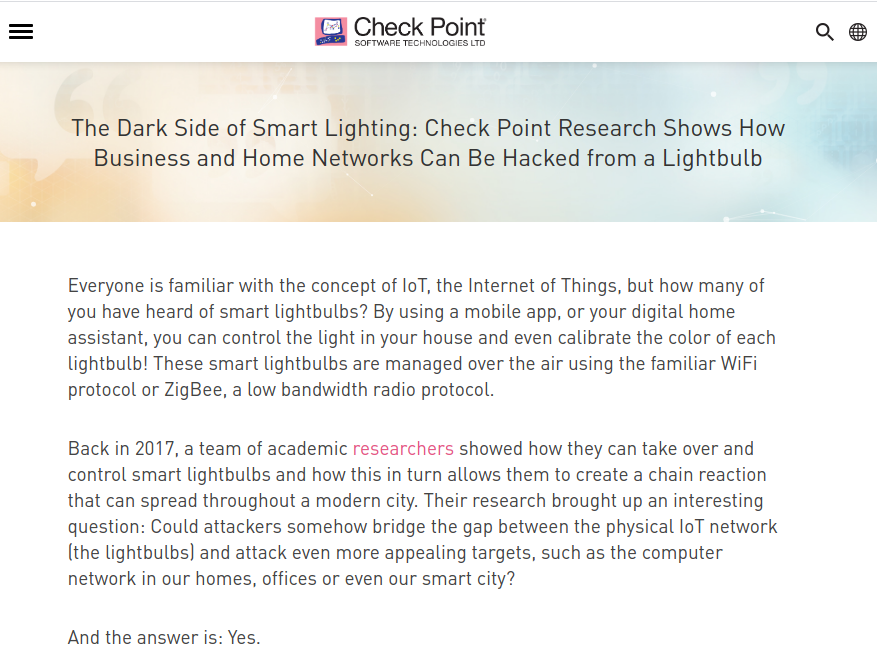 Check Point
SOFTWARE TECHNOLOGIES LTD
The Dark Side of Smart Lighting: Check Point Research Shows How
Business and Home Networks Can Be Hacked from a Lightbulb
Everyone is familiar with the concept of IoT, the Internet of Things, but how many of
you have heard of smart lightbulbs? By using a mobile app, or your digital home
assistant, you can control the light in your house and even calibrate the color of each
lightbulb! These smart lightbulbs are managed over the air using the familiar WiFi
protocol or ZigBee, a low bandwidth radio protocol.
Back in 2017, a team of academic researchers showed how they can take over and
control smart lightbulbs and how this in turn allows them to create a chain reaction
that can spread throughout a modern city. Their research brought up an interesting
question: Could attackers somehow bridge the gap between the physical IoT network
(the lightbulbs) and attack even more appealing targets, such as the computer
network in our homes, offices or even our smart city?
And the answer is: Yes.